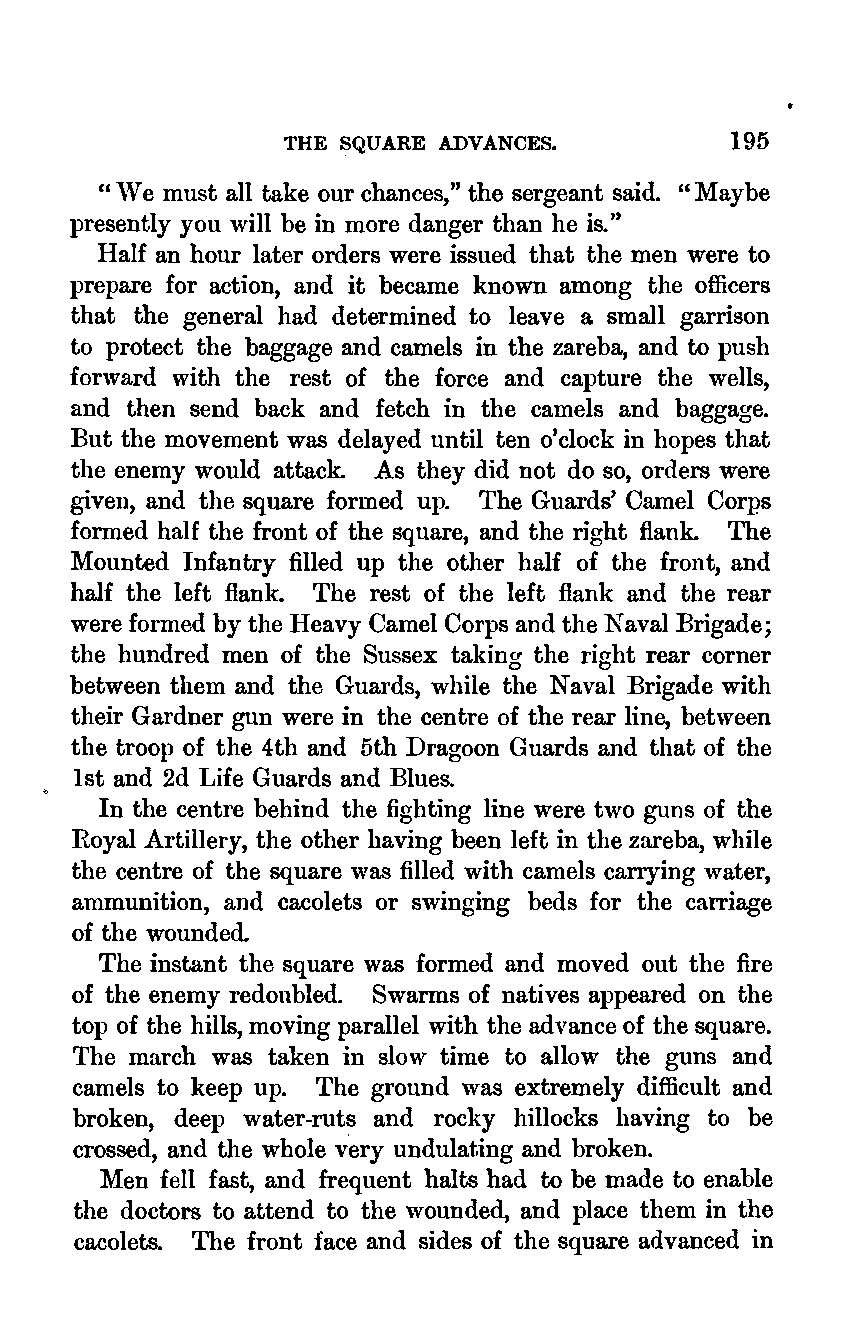 THE SQUARE ADVANCES. 195
“We must all take our chances,” the sergeant said. “Maybe
presently you will be in more danger than he is.”
Half an hour later orders were issued that the men were to
prepare for action, and it became known among the officers
that the general had determined to leave a small garrison
to protect the baggage and camels in the zareba, and to push
forward with the rest of the force and capture the wells,
and then send back and fetch in the camels and baggage.
But the movement was delayed until ten o’clock in hopes that
the enemy would attack. As they did not do so, orders were
given, and the square formed up. The Guards’ Camel Corps
formed half the front of the square, and the right flank. The
Mounted Infantry filled up the other half of the front, and
half the left flank. The rest of the left flank and the rear
were formed by the Heavy Camel Corps and the Naval Brigade;
the hundred men of the Sussex taking the right rear corner
between them and the Guards, while the Naval Brigade with
their Gardner gun were in the centre of the rear line, between
the troop of the 4th and 5th Dragoon Guards and that of the
1st and 2d Life Guards and Blues.
In the centre behind the fighting line were two guns of the
Royal Artillery, the other having been left in the zareba, while
the centre of the square was filled with camels carrying water,
ammunition, and cacolets or swinging beds for the carriage
of the wounded.
The instant the square was formed and moved out the fire
of the enemy redoubled. Swarms of natives appeared on the
top of the hills, moving parallel with the advance of the square.
The march was taken in slow time to allow the guns and
camels to keep up. The ground was extremely difficult and
broken, deep water-ruts and rocky hillocks having to be
crossed, and the whole very undulating and broken.
Men fell fast, and frequent halts had to be made to enable
the doctors to attend to the wounded, and place them in the
cacolets. The front face and sides of the square advanced in